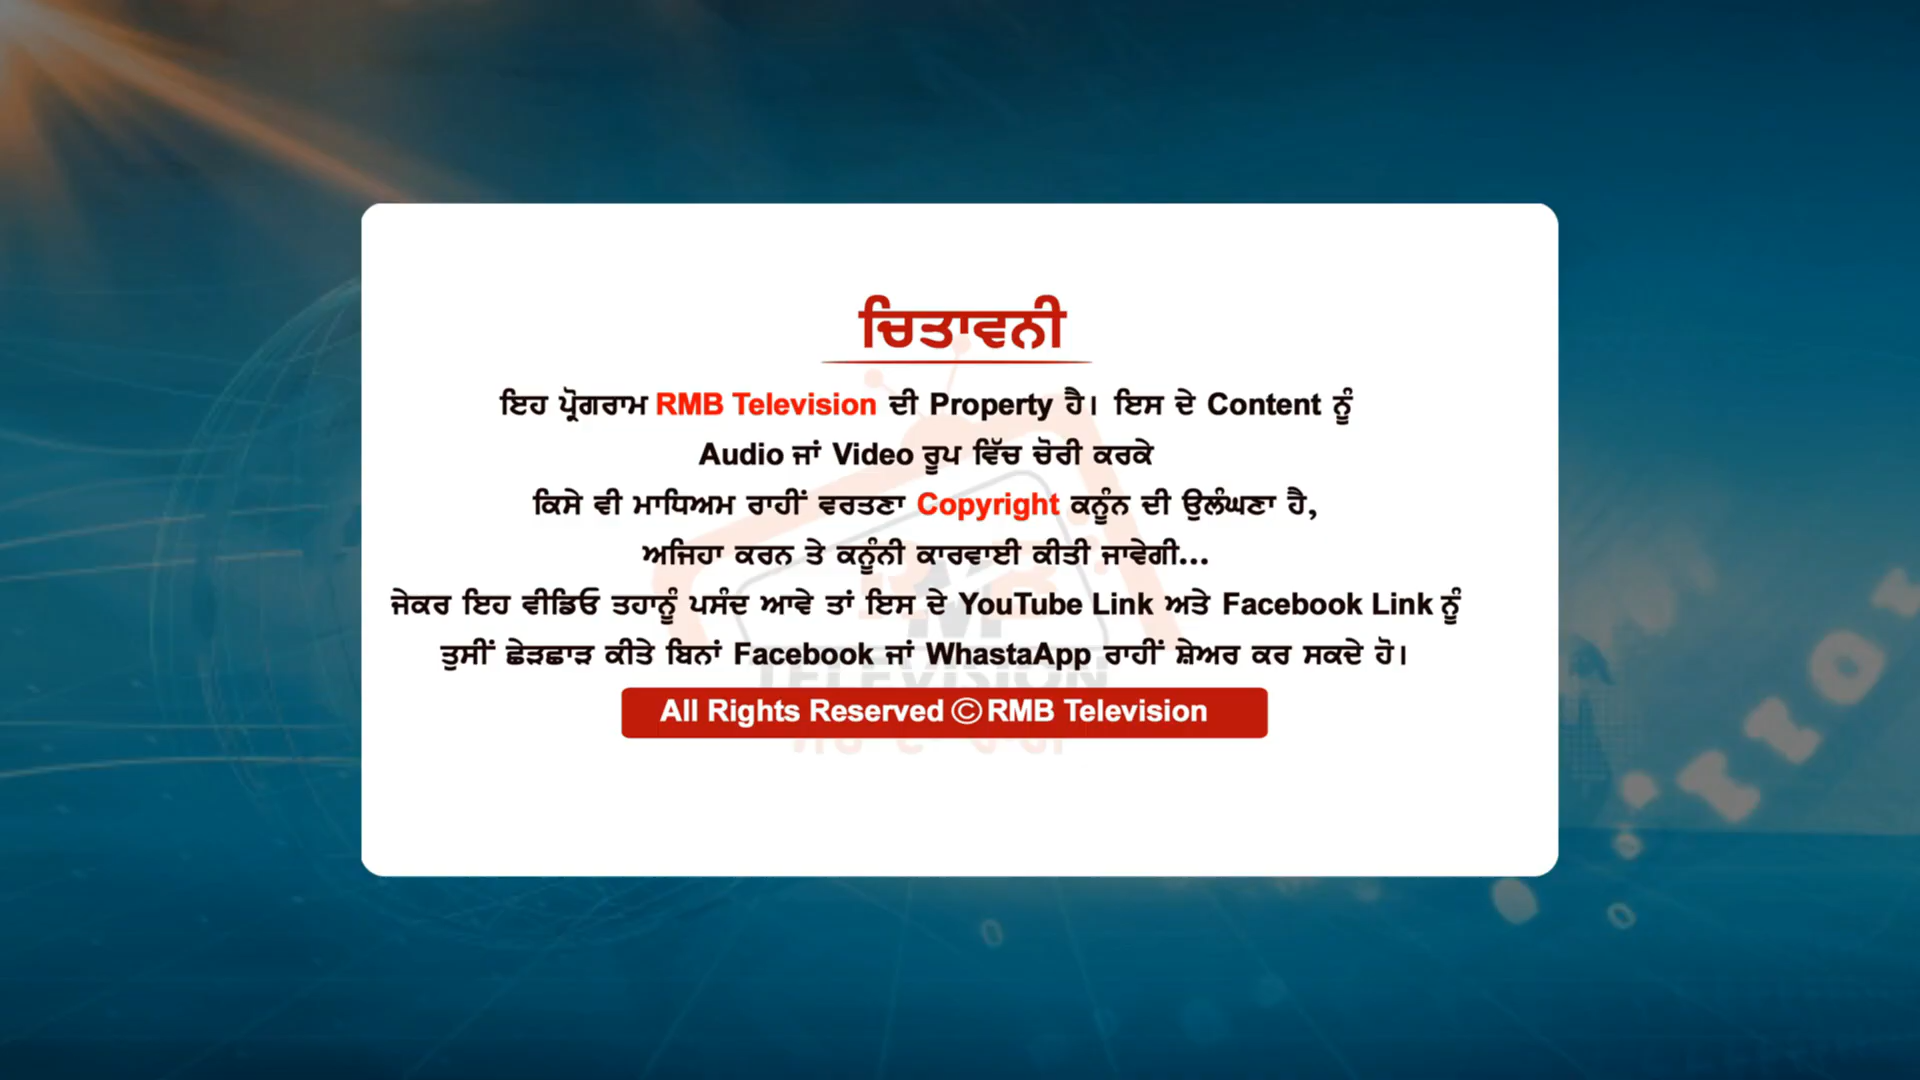 ਚਿਤਾਵਨੀ
ਇਹ ਪ੍ਰੋਗਰਾਮ RMB Television ਦੀ Property ਹੈ। ਇਸ ਦੇ Content ਨੂੰ
Audio ਜਾਂ Video ਰੂਪ ਵਿੱਚ ਚੋਰੀ ਕਰਕੇ
ਕਿਸੇ ਵੀ ਮਾਧਿਅਮ ਰਾਹੀਂ ਵਰਤਣਾ Copyright ਕਨੂੰਨ ਦੀ ਉਲੰਘਣਾ ਹੈ,
ਅਜਿਹਾ ਕਰਨ ਤੇ ਕਨੂੰਨੀ ਕਾਰਵਾਈ ਕੀਤੀ ਜਾਵੇਗੀ...
ਜੇਕਰ ਇਹ ਵੀਡਿਓ ਤਹਾਨੂੰ ਪਸੰਦ ਆਵੇ ਤਾਂ ਇਸ ਦੇ YouTube Link ਅਤੇ Facebook Link ਨੂੰ
ਤੁਸੀਂ ਛੇੜਛਾੜ ਕੀਤੇ ਬਿਨਾਂ Facebook ਜਾਂ WhastaApp ਰਾਹੀਂ ਸ਼ੇਅਰ ਕਰ ਸਕਦੇ ਹੋ।
TELEVISION
All Rights Reserved © RMB Television